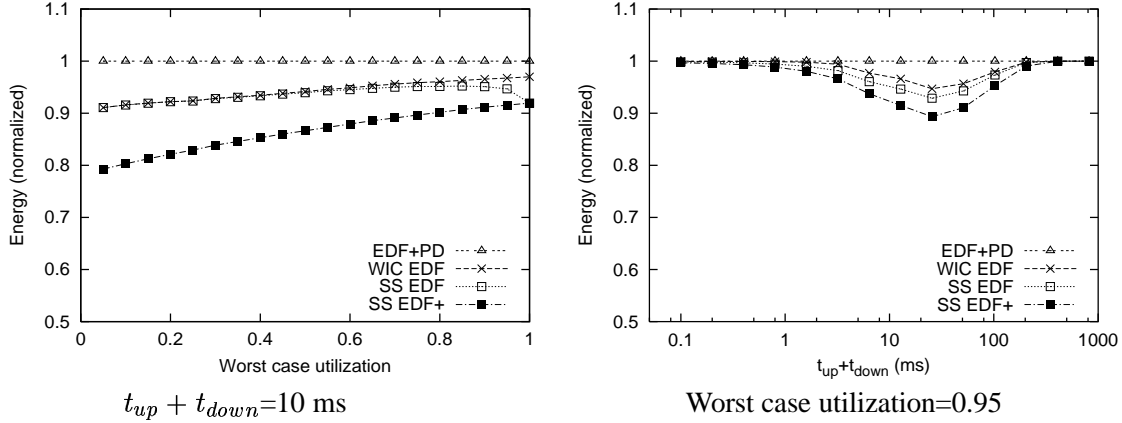 1.1
1
0.9
0.8
0.7
0.6
0.5
Energy (normalized)
0
0.2
0.4
0.6
0.8
1
Worst case utilization
EDF+PD
WIC EDF
SS EDF
SS EDF+
t_up + t_down=10 ms
1.1
1
0.9
0.8
0.7
0.6
0.5
Energy (normalized)
0.1
1
10
100
1000
t_up+t_down (ms)
EDF+PD
WIC EDF
SS EDF
SS EDF+
Worst case utilization=0.95